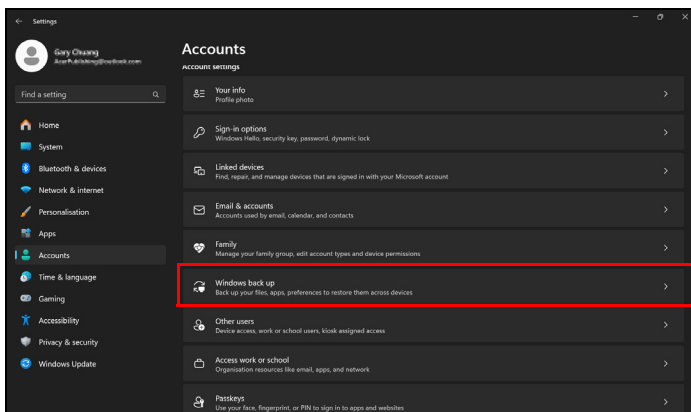 Settings
Gary Chuang
AcerPublishing@outlook.com
Find a setting
Home
System
Bluetooth & devices
Network & internet
Personalisation
Apps
Accounts
Time & language
Gaming
Accessibility
Privacy & security
Windows Update
Accounts
Account settings
Your info
Profile photo
Sign-in options
Windows Hello, security key, password, dynamic lock
Linked devices
Find, repair, and manage devices that are signed in with your Microsoft account
Email & accounts
Accounts used by email, calendar, and contacts
Family
Manage your family group, edit account types and device permissions
Windows back up
Back up your files, apps, preferences to restore them across devices
Other users
Device access, work or school users, kiosk assigned access
Access work or school
Organisation resources like email, apps, and network
Passkeys
Use your face, fingerprint, or PIN to sign in to apps and websites